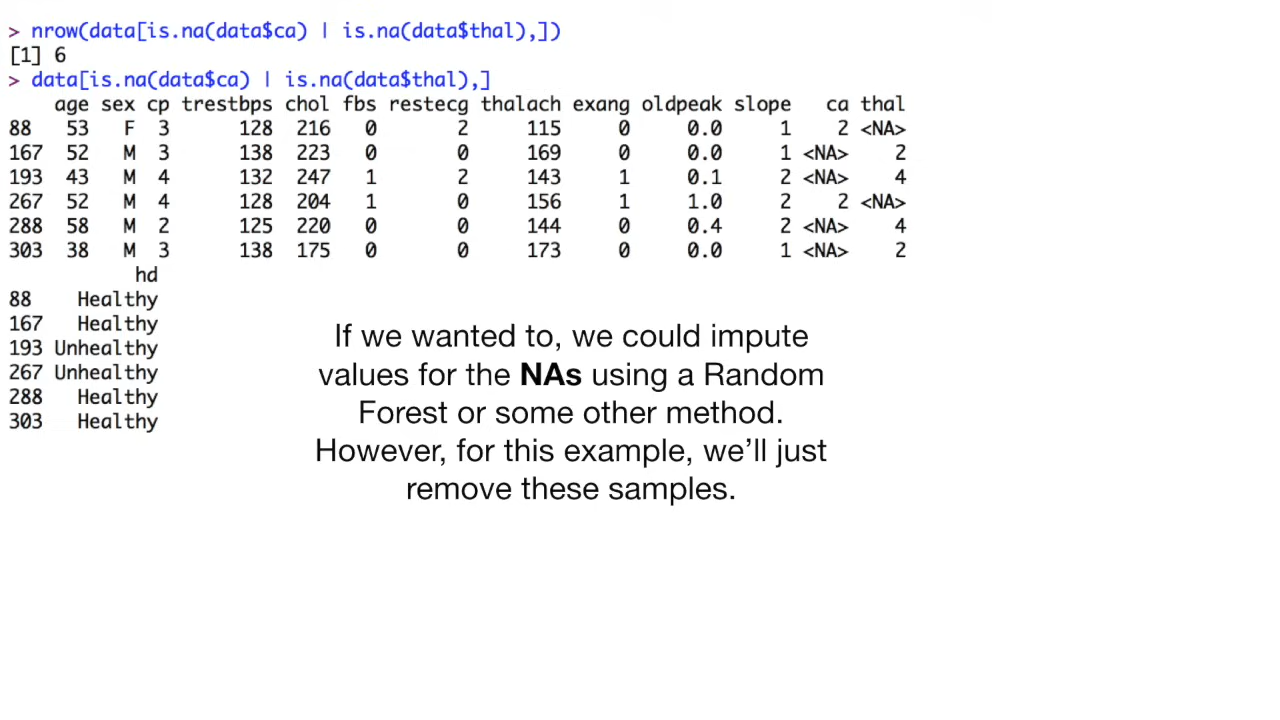 > nrow(data[is.na(data$ca) | is.na(data$thal),])
[1] 6
> data[is.na(data$ca) | is.na(data$thal),]
age sex cp trestbps chol fbs restecg thalach exang oldpeak slope ca thal
88 53 F 3 128 216 0 2 115 0 0.0 1 2 <NA>
167 52 M 3 138 223 0 0 169 0 0.0 1 <NA> 2
193 43 M 4 132 247 1 2 143 1 0.1 2 <NA> 4
267 52 M 4 128 204 1 0 156 1 1.0 2 2 <NA>
288 58 M 2 125 220 0 0 144 0 0.4 2 <NA> 4
303 38 M 3 138 175 0 0 173 0 0.0 1 <NA> 2
hd
88 Healthy
167 Healthy
193 Unhealthy
267 Unhealthy
288 Healthy
303 Healthy
If we wanted to, we could impute
values for the NAs using a Random
Forest or some other method.
However, for this example, we’ll just
remove these samples.